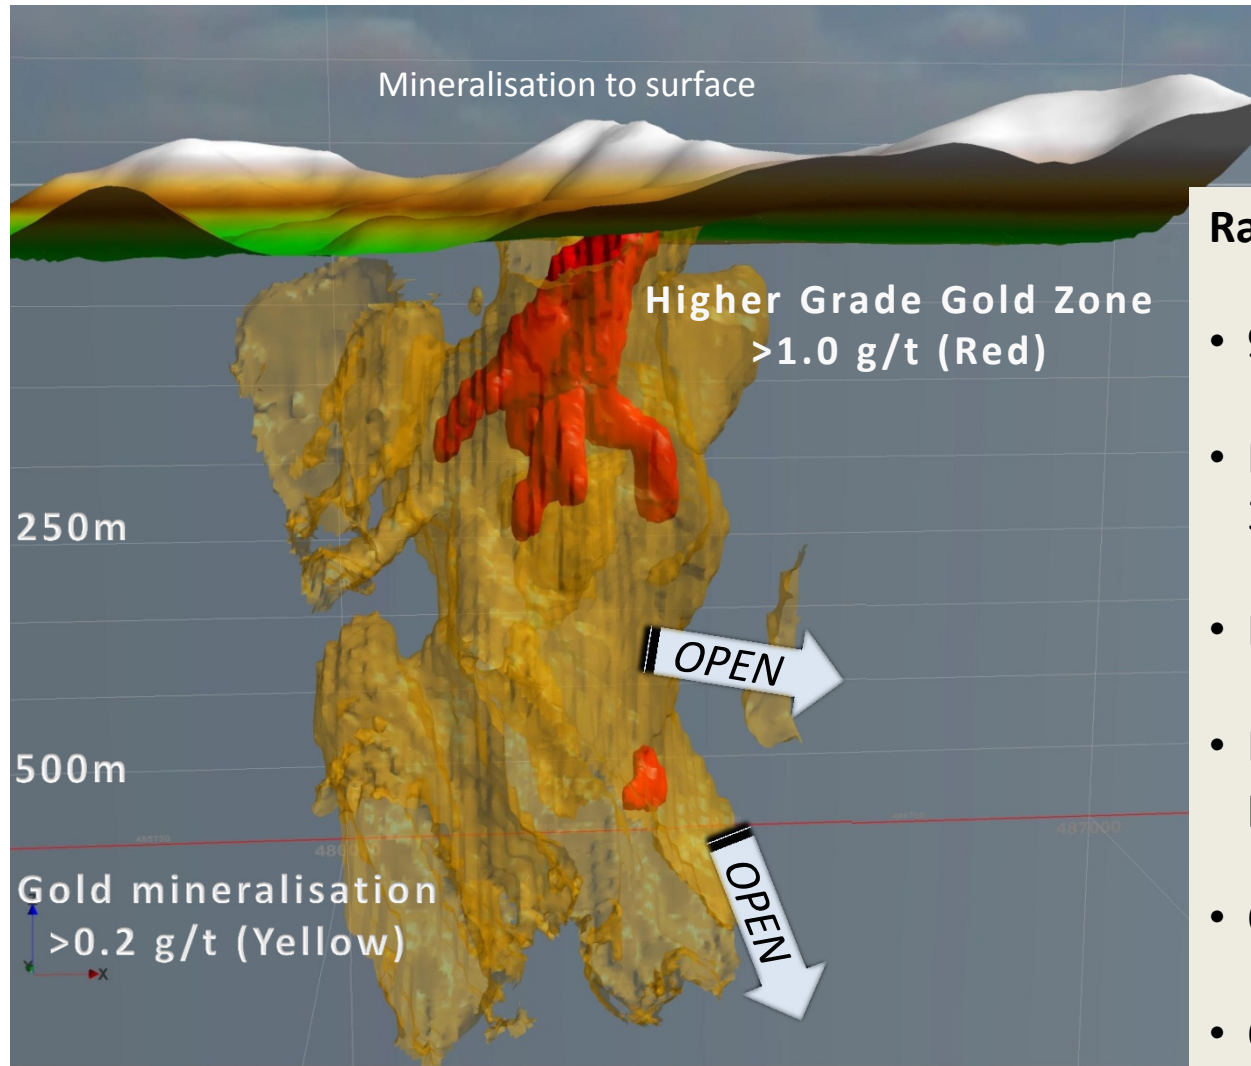 Mineralisation to surface
Higher Grade Gold Zone
>1.0 g/t (Red)
250m
OPEN
500m
487000
OPEN
Gold mineralisation
>0.2 g/t (Yellow)
X